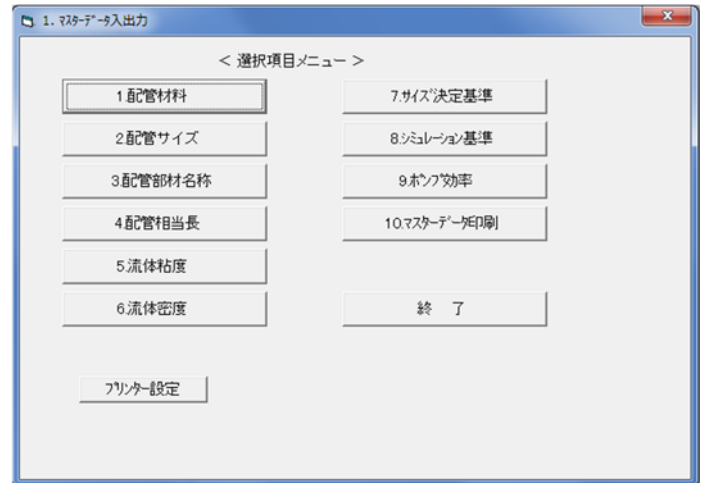 1. ﾏｽﾀｰﾃﾞｰﾀ入出力
< 選択項目メニュー >
1.配管材料
2.配管サイズ
3.配管部材名称
4.配管相当長
5.流体粘度
6.流体密度
7.ｻｲｽﾞ決定基準
8.ｼﾐｭﾚｰｼｮﾝ基準
9.ﾎﾟﾝﾌﾟ効率
10.ﾏｽﾀｰﾃﾞｰﾀ印刷
終 了
ﾌﾟﾘﾝﾀｰ設定